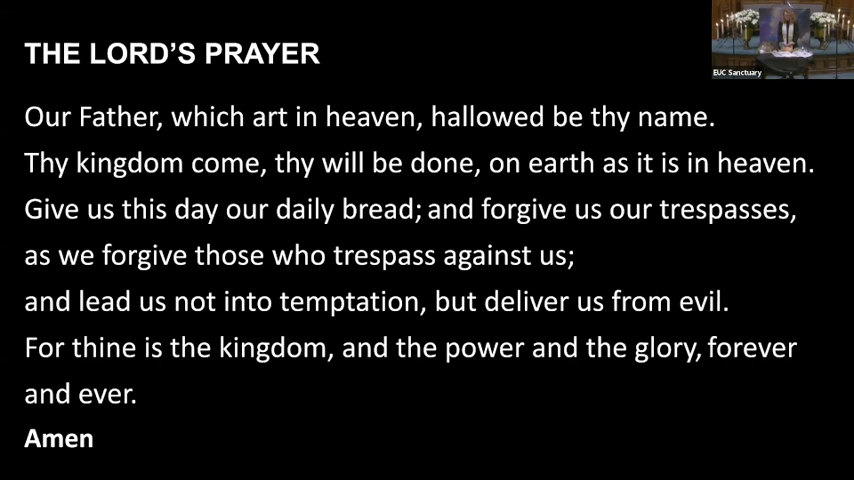 EUC Sanctuary
THE LORD'S PRAYER
Our Father, which art in heaven, hallowed be thy name.
Thy kingdom come, thy will be done, on earth as it is in heaven.
Give us this day our daily bread; and forgive us our trespasses,
as we forgive those who trespass against us;
and lead us not into temptation, but deliver us from evil.
For thine is the kingdom, and the power and the glory, forever
and ever.
Amen